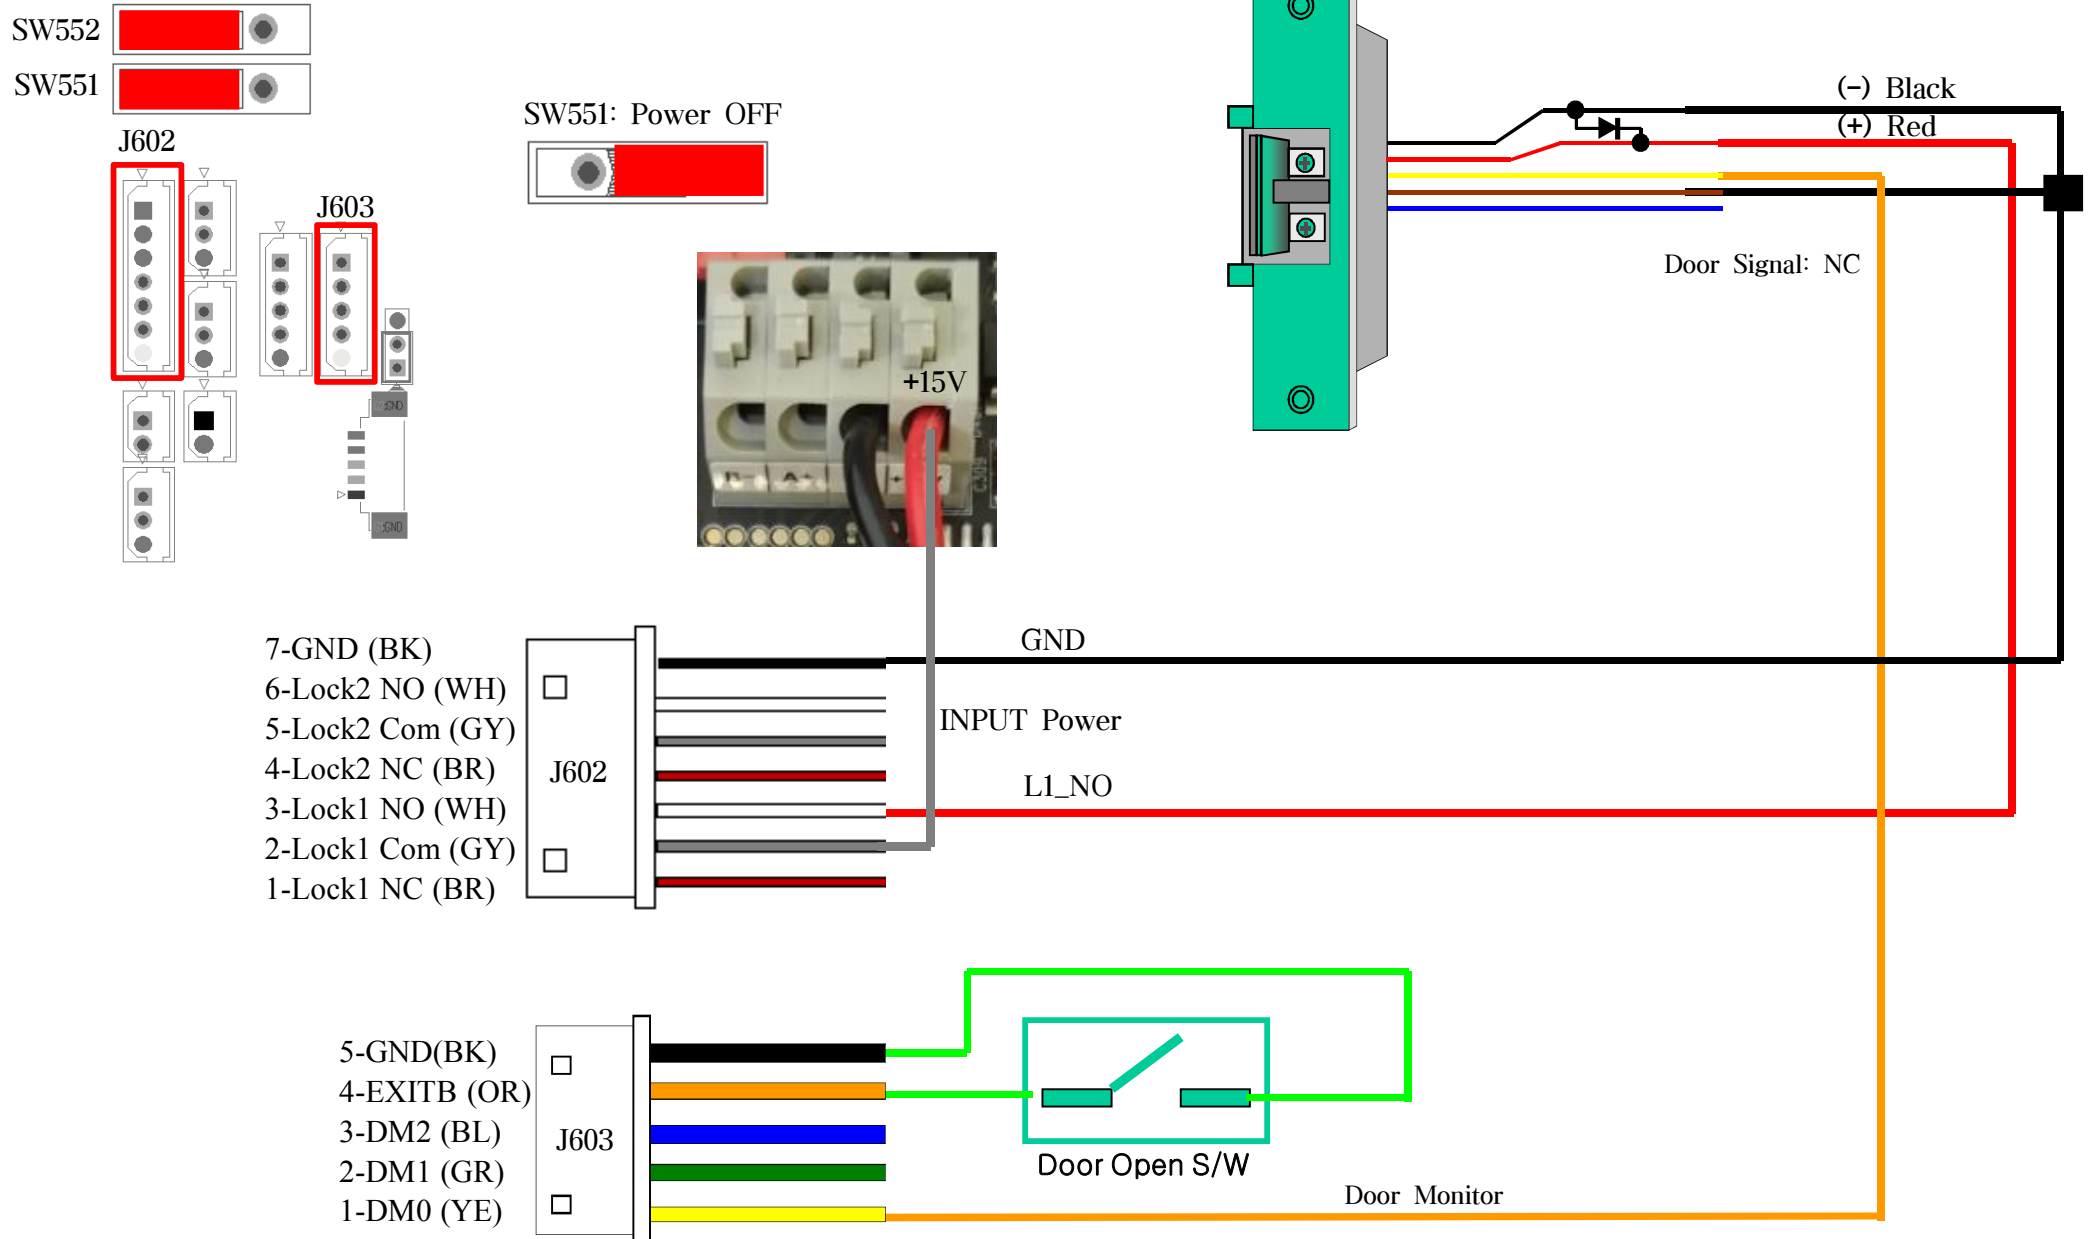 SW552
SW551
J602
J603
SW551: Power OFF
(-) Black
(+) Red
Door Signal: NC
+15V
A+
C309
GND
GND
7-GND (BK)
6-Lock2 NO (WH)
5-Lock2 Com (GY)
4-Lock2 NC (BR)
3-Lock1 NO (WH)
2-Lock1 Com (GY)
1-Lock1 NC (BR)
J602
GND
INPUT Power
L1_NO
5-GND(BK)
4-EXITB (OR)
3-DM2 (BL)
2-DM1 (GR)
1-DM0 (YE)
J603
Door Open S/W
Door Monitor